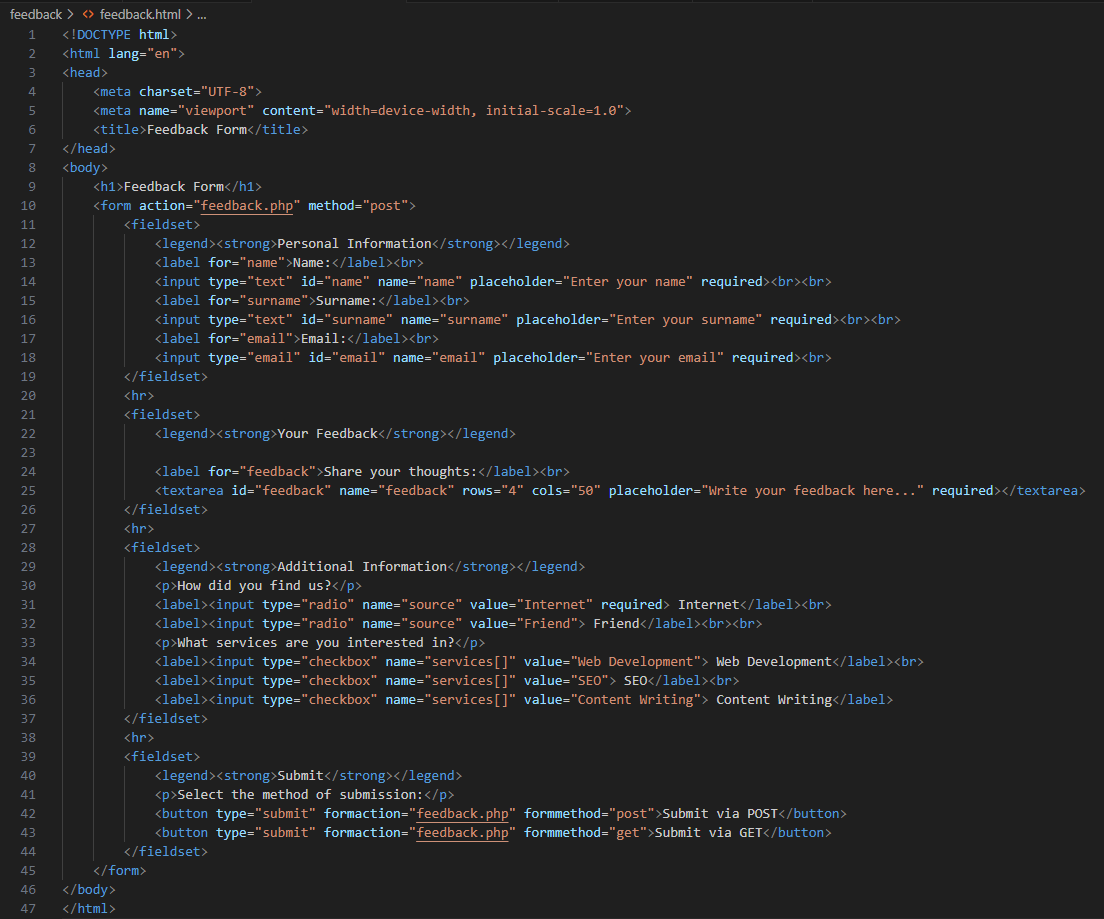 feedback > <> feedback.html > ...
1 <!DOCTYPE html>
2 <html lang="en">
3 <head>
4     <meta charset="UTF-8">
5     <meta name="viewport" content="width=device-width, initial-scale=1.0">
6     <title>Feedback Form</title>
7 </head>
8 <body>
9     <h1>Feedback Form</h1>
10     <form action="feedback.php" method="post">
11         <fieldset>
12             <legend><strong>Personal Information</strong></legend>
13             <label for="name">Name:</label><br>
14             <input type="text" id="name" name="name" placeholder="Enter your name" required><br><br>
15             <label for="surname">Surname:</label><br>
16             <input type="text" id="surname" name="surname" placeholder="Enter your surname" required><br><br>
17             <label for="email">Email:</label><br>
18             <input type="email" id="email" name="email" placeholder="Enter your email" required><br>
19         </fieldset>
20         <hr>
21         <fieldset>
22             <legend><strong>Your Feedback</strong></legend>
23
24             <label for="feedback">Share your thoughts:</label><br>
25             <textarea id="feedback" name="feedback" rows="4" cols="50" placeholder="Write your feedback here..." required></textarea>
26         </fieldset>
27         <hr>
28         <fieldset>
29             <legend><strong>Additional Information</strong></legend>
30             <p>How did you find us?</p>
31             <label><input type="radio" name="source" value="Internet" required> Internet</label><br>
32             <label><input type="radio" name="source" value="Friend"> Friend</label><br><br>
33             <p>What services are you interested in?</p>
34             <label><input type="checkbox" name="services[]" value="Web Development"> Web Development</label><br>
35             <label><input type="checkbox" name="services[]" value="SEO"> SEO</label><br>
36             <label><input type="checkbox" name="services[]" value="Content Writing"> Content Writing</label>
37         </fieldset>
38         <hr>
39         <fieldset>
40             <legend><strong>Submit</strong></legend>
41             <p>Select the method of submission:</p>
42             <button type="submit" formaction="feedback.php" formmethod="post">Submit via POST</button>
43             <button type="submit" formaction="feedback.php" formmethod="get">Submit via GET</button>
44         </fieldset>
45     </form>
46 </body>
47 </html>